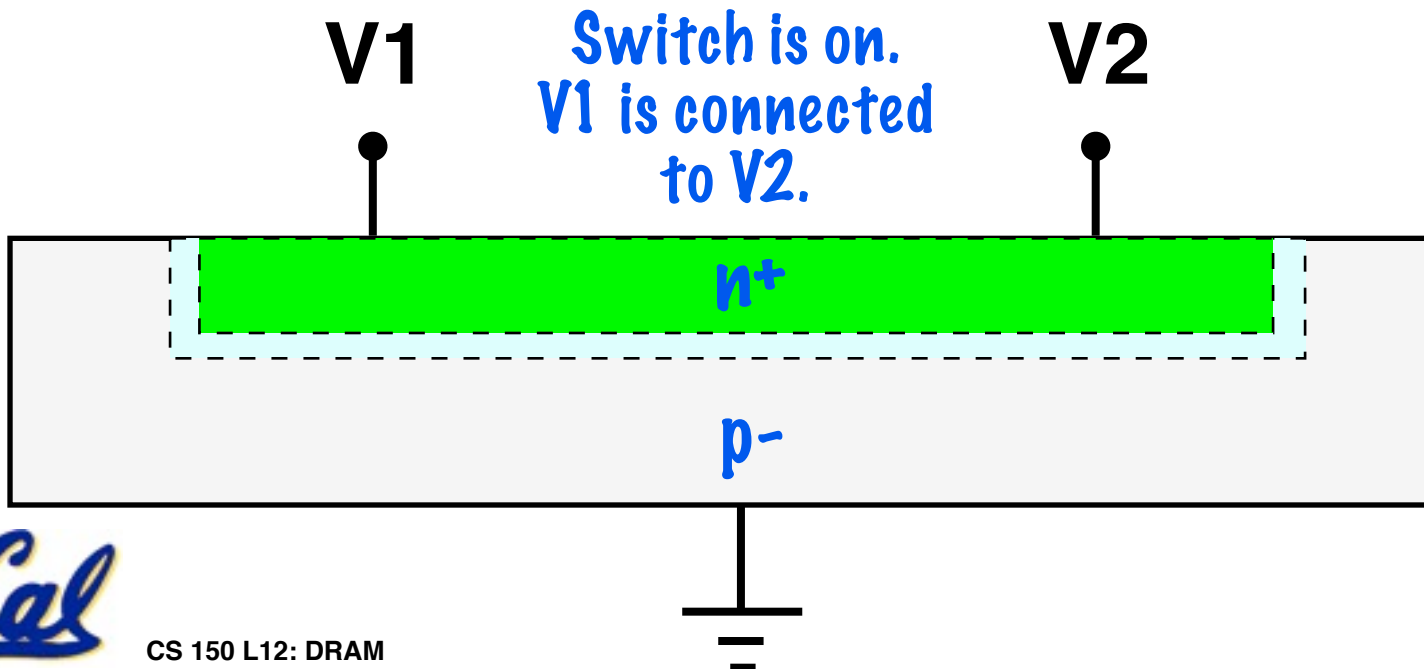 V1
Switch is on.
V1 is connected
to V2.
V2
n+
p-
Cal
CS 150 L12: DRAM